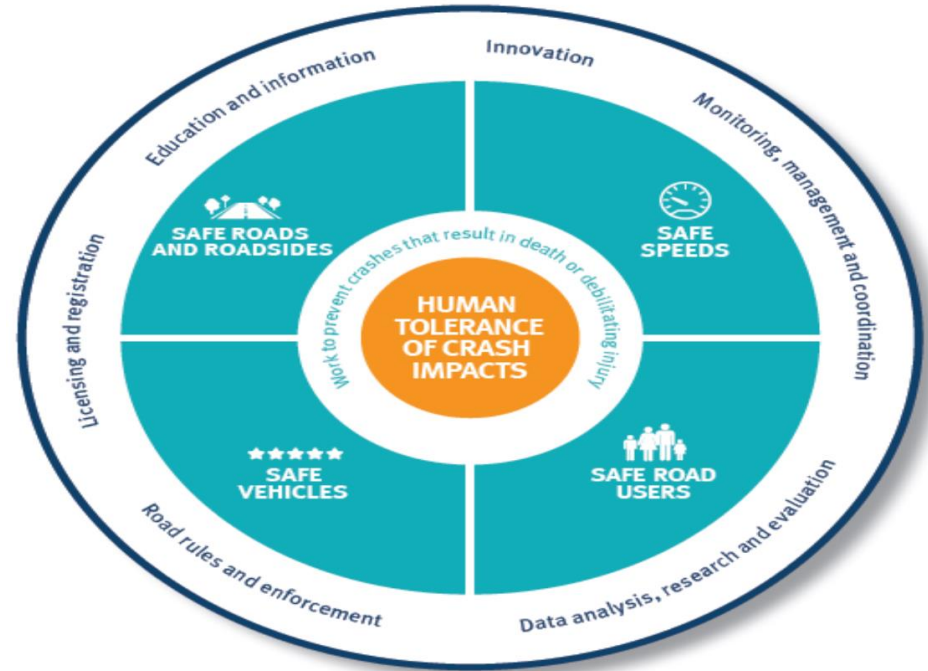 Innovation
Monitoring, management and coordination
Data analysis, research and evaluation
Road rules and enforcement
Licensing and registration
Education and information
SAFE ROADS
AND ROADSIDES
SAFE
SPEEDS
Work to prevent crashes that result in death or debilitating injury
HUMAN
TOLERANCE
OF CRASH
IMPACTS
SAFE
VEHICLES
SAFE ROAD
USERS